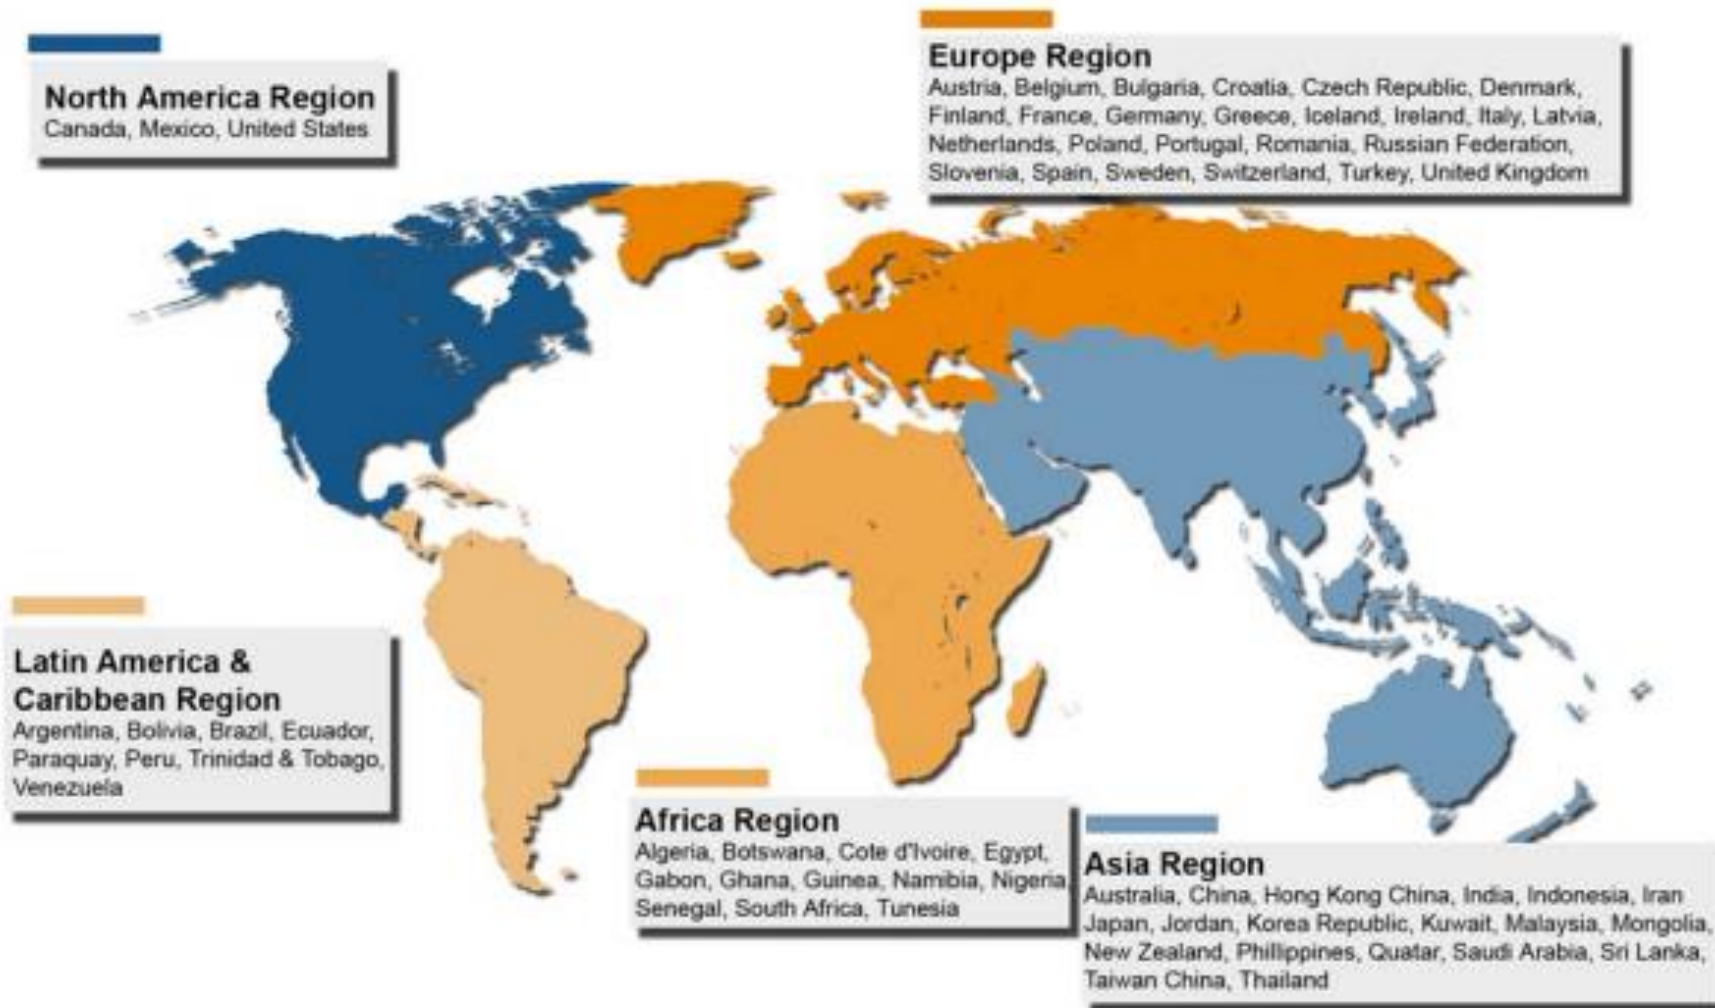 North America Region
Canada, Mexico, United States
Europe Region
Austria, Belgium, Bulgaria, Croatia, Czech Republic, Denmark,
Finland, France, Germany, Greece, Iceland, Ireland, Italy, Latvia,
Netherlands, Poland, Portugal, Romania, Russian Federation,
Slovenia, Spain, Sweden, Switzerland, Turkey, United Kingdom
Latin America &
Caribbean Region
Argentina, Bolivia, Brazil, Ecuador,
Paraquay, Peru, Trinidad & Tobago,
Venezuela
Africa Region
Algeria, Botswana, Cote d'Ivoire, Egypt,
Gabon, Ghana, Guinea, Namibia, Nigeria
Senegal, South Africa, Tunesia
Asia Region
Australia, China, Hong Kong China, India, Indonesia, Iran
Japan, Jordan, Korea Republic, Kuwait, Malaysia, Mongolia,
New Zealand, Phillippines, Quatar, Saudi Arabia, Sri Lanka,
Taiwan China, Thailand